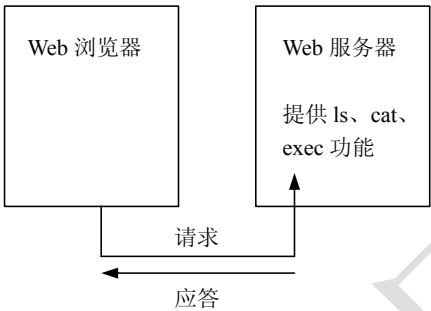 Web 浏览器
Web 服务器
提供 ls、cat、
exec 功能
请求
应答